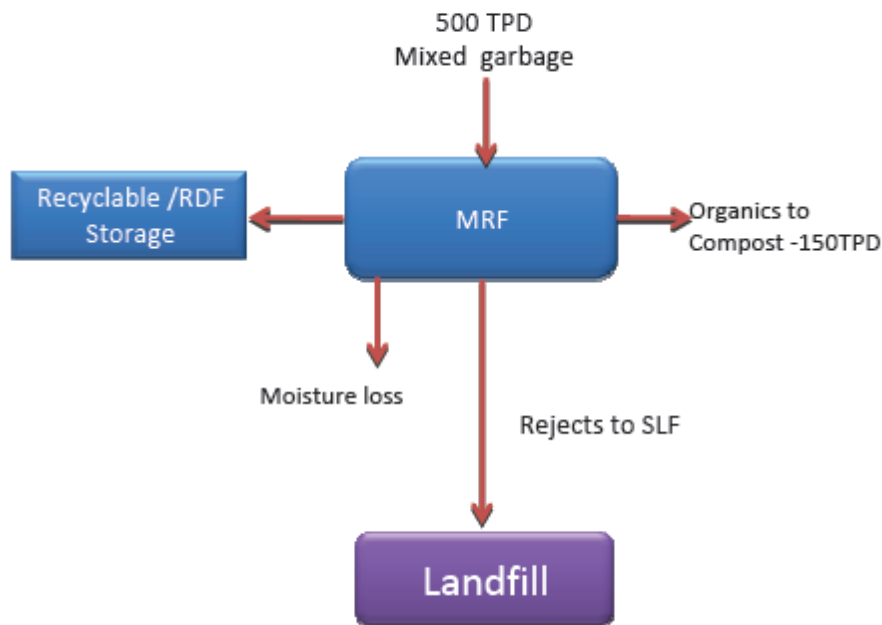 500 TPD
Mixed garbage
Recyclable /RDF
Storage
MRF
Organics to
Compost -150TPD
Moisture loss
Rejects to SLF
Landfill